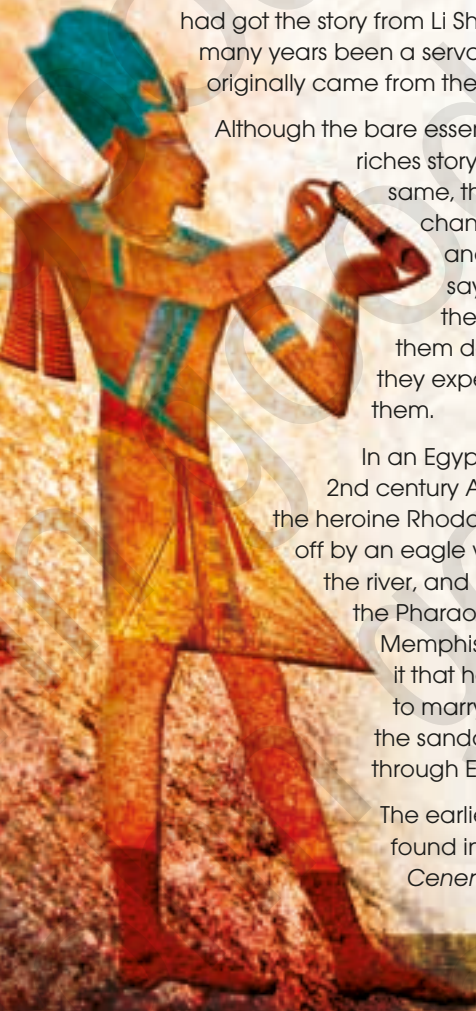 had got the story from Li Sh
many years been a serva
originally came from the
Although the bare essen
riches story
same, th
chan
and
say
the
them d
they expe
them.
In an Egyp
2nd century A
the heroine Rhodo
off by an eagle w
the river, and
the Pharao
Memphis
it that h
to marry
the sanda
through E
The earlie
found in
Cener